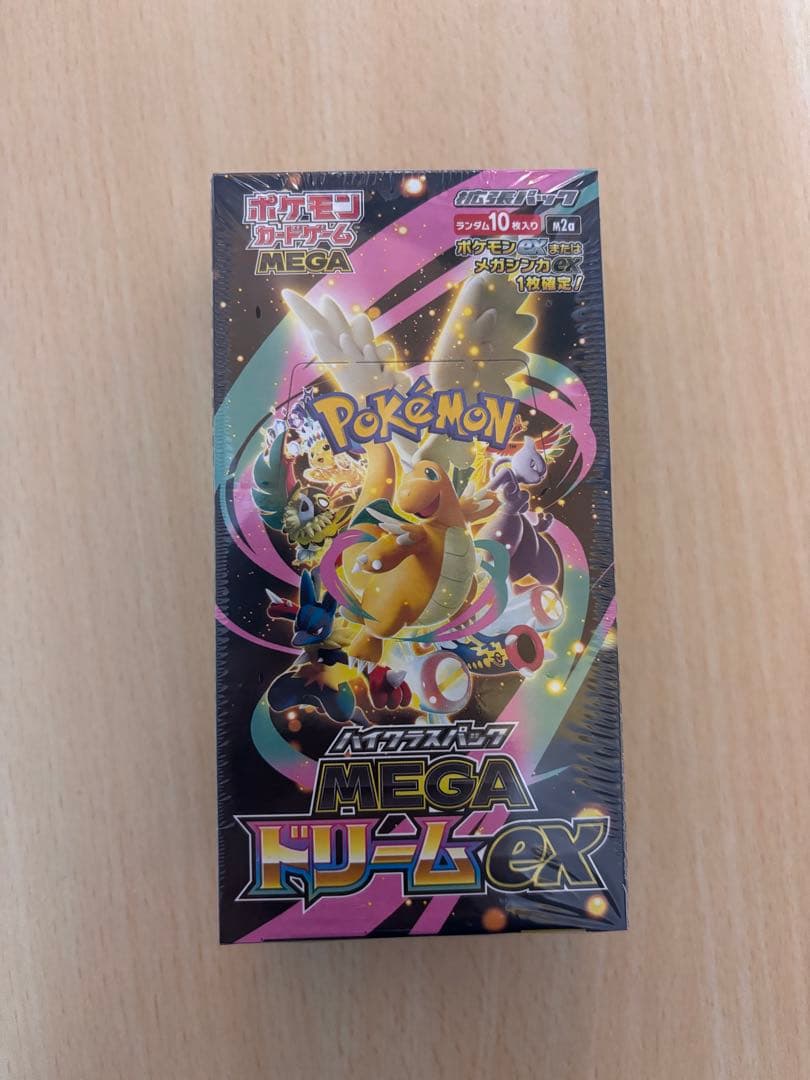 ポケモン
カードゲーム
MEGA
拡張パック
ランダム10枚入り
m2a
ポケモンexまたは
メガシンカex
1枚確定!
POKéMON
ハイクラスパック
MEGA
ドリームex